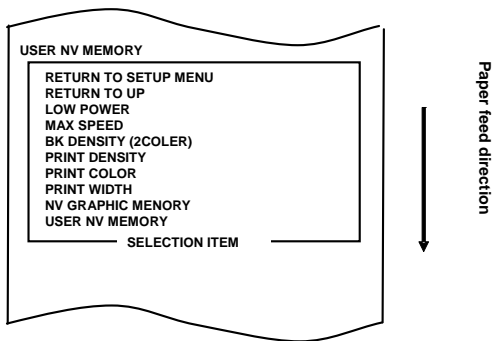 USER NV MEMORY
RETURN TO SETUP MENU
RETURN TO UP
LOW POWER
MAX SPEED
BK DENSITY (2COLER)
PRINT DENSITY
PRINT COLOR
PRINT WIDTH
NV GRAPHIC MENORY
USER NV MEMORY
SELECTION ITEM
Paper feed direction